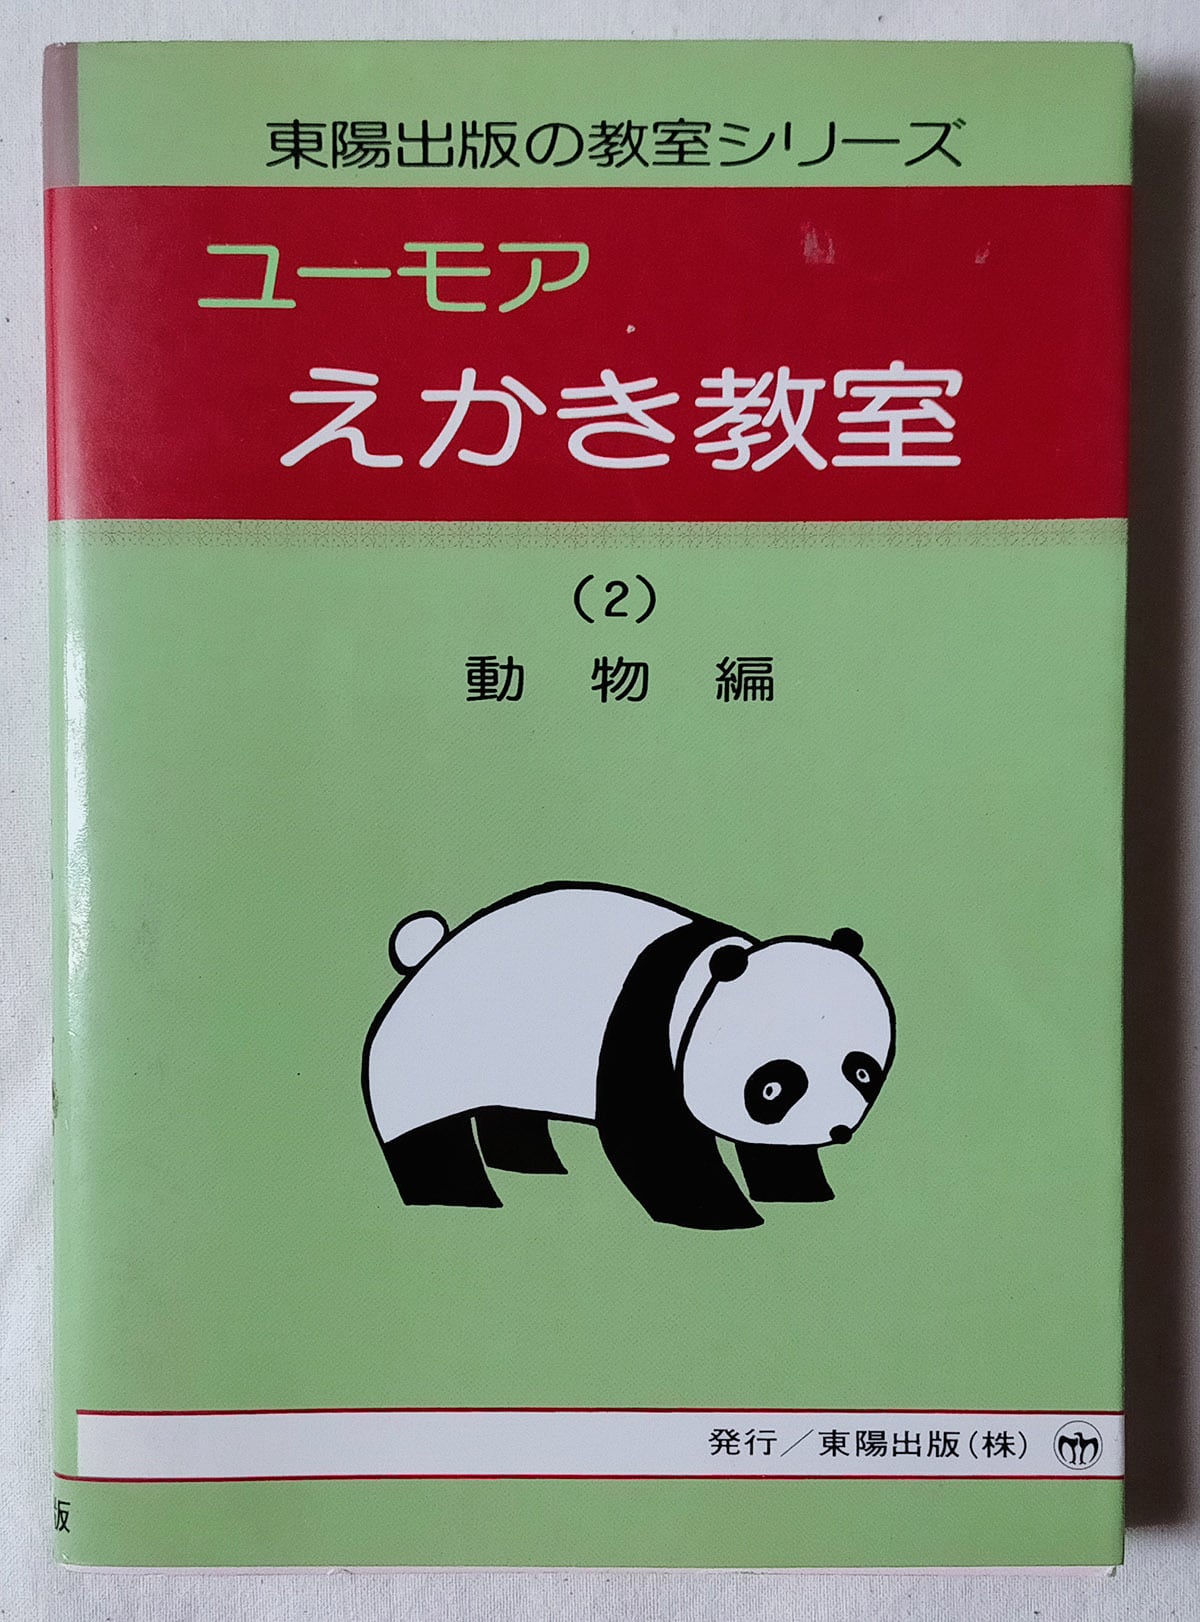 東陽出版の教室シリーズ
ユーモア
えかき教室
(2)
動物編
発行/東陽出版(株)
版